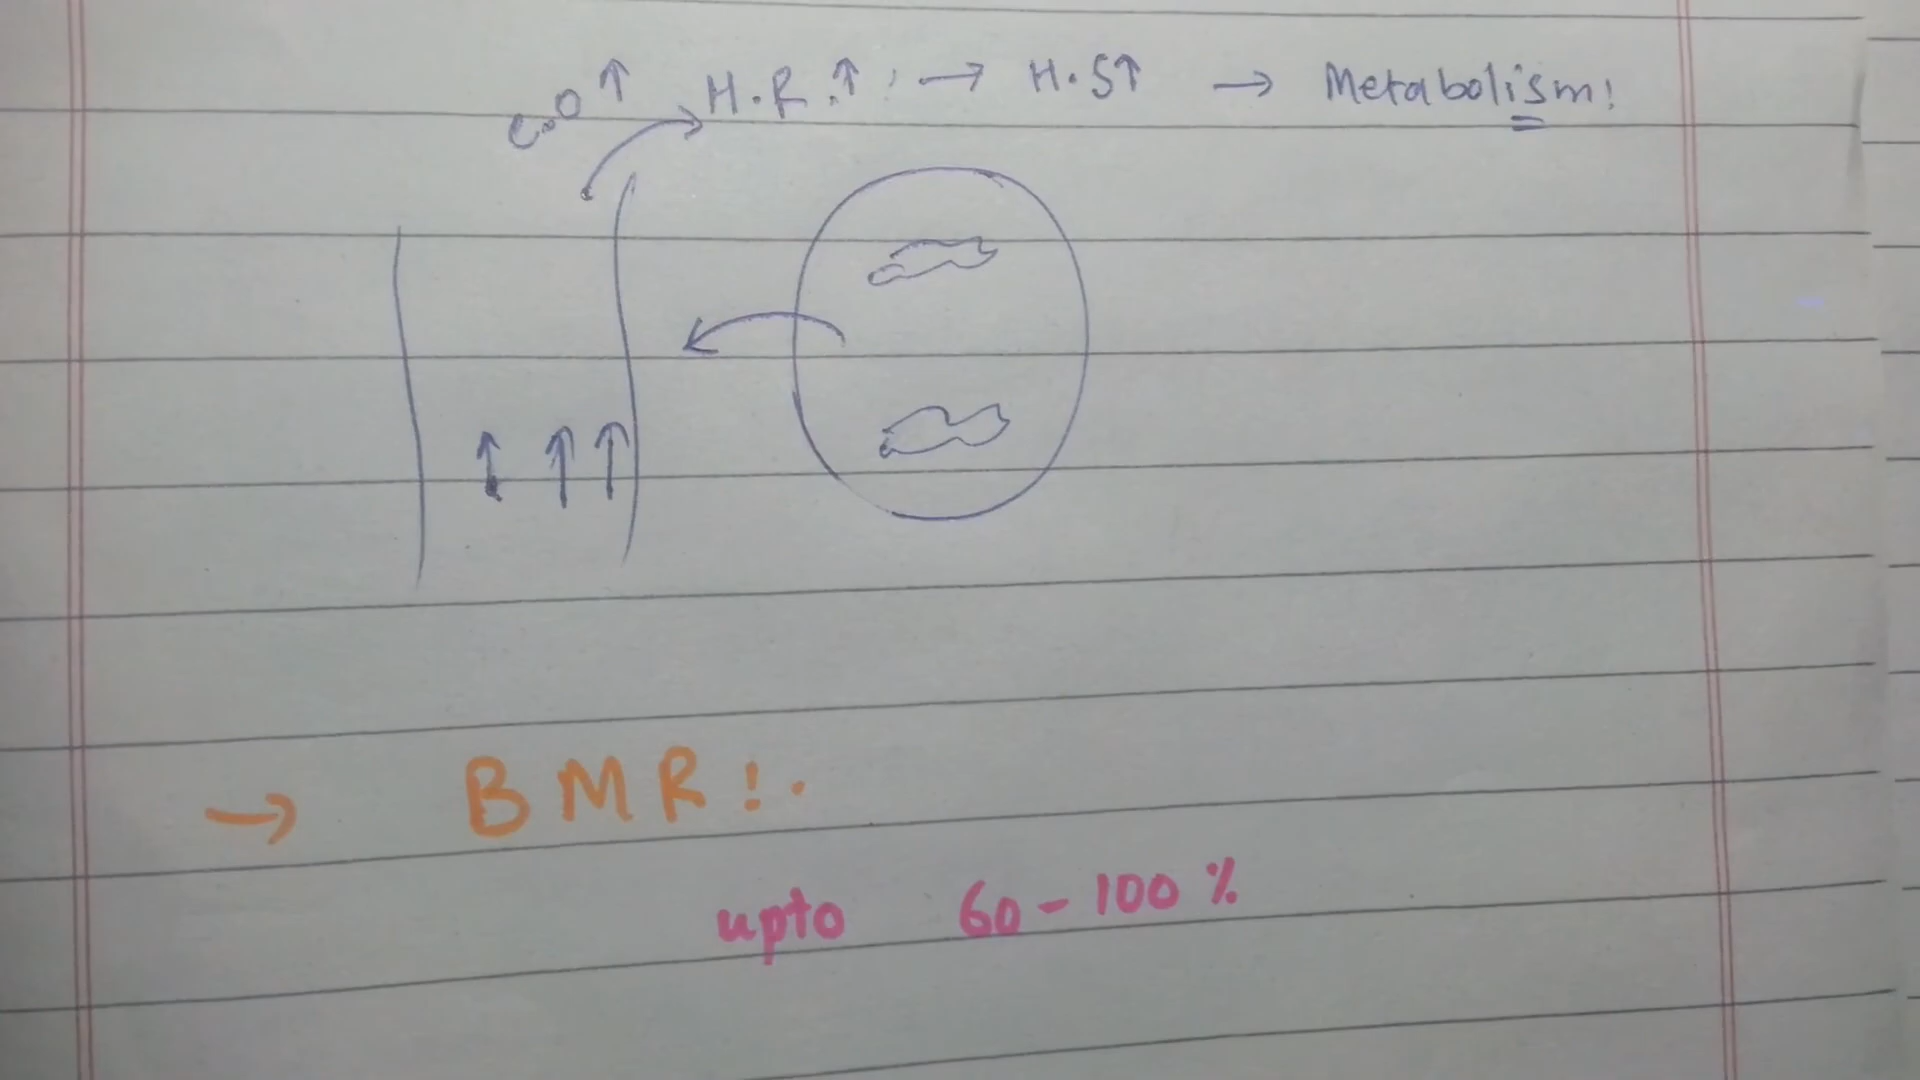 C.O ↑ H.R.↑ → H.S↑ → Metabolism!
↑ ↑ ↑
→ BMR!.
upto 60-100%